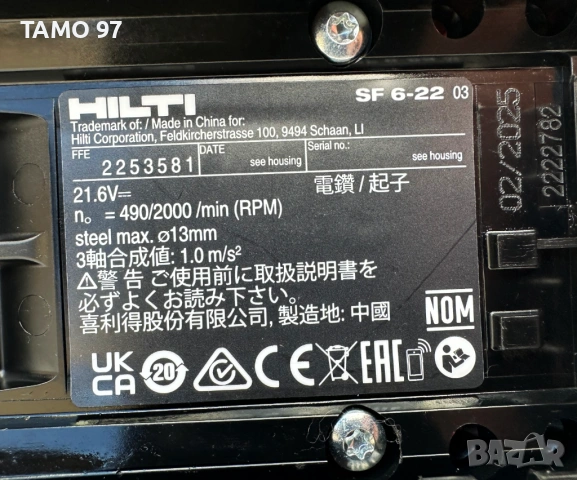 TAMO 97
HILTI
SF 6-22 03
Trademark of: / Made in China for:
Hilti Corporation, Feldkircherstrasse 100, 9494 Schaan, LI
FFE 2253581 DATE see housing Serial no.: see housing
21.6V⎓
電鑽 / 起子
n₀ = 490/2000 /min (RPM)
steel max. ø13mm
3軸合成値: 1.0 m/s²
⚠警告 ご使用前に取扱説明書を
必ずよくお読み下さい。
喜利得股份有限公司, 製造地: 中國
NOM
UK
CA
20
CE
EAC
02/2025
2222782
BAZAR